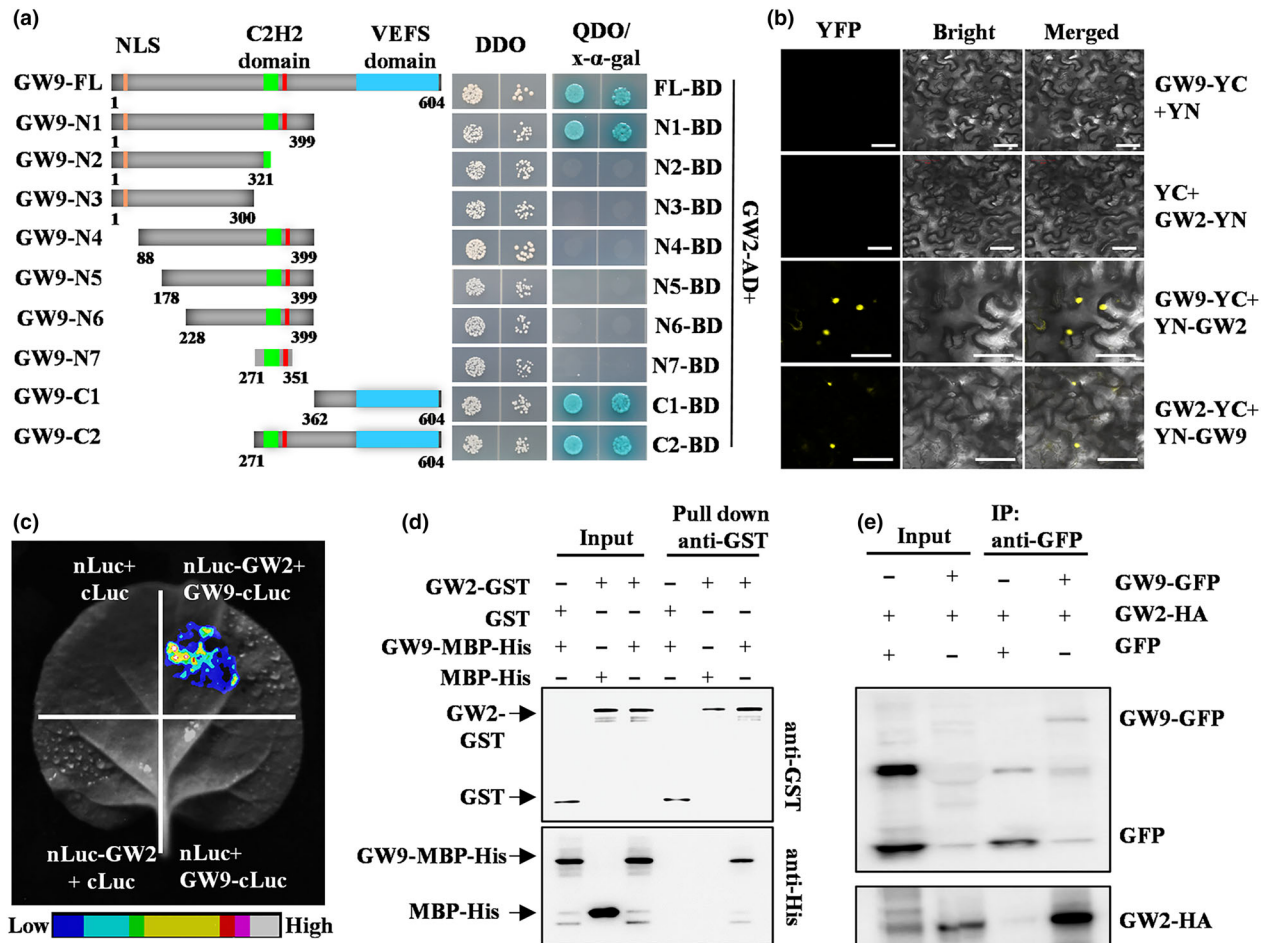 (a)
NLS
C2H2
domain
VEFS
domain
DDO
QDO/
x-α-gal
GW9-FL
1
604
FL-BD
GW9-N1
1
399
N1-BD
GW9-N2
1
321
N2-BD
GW9-N3
1
300
N3-BD
GW9-N4
88
399
N4-BD
GW9-N5
178
399
N5-BD
GW9-N6
228
399
N6-BD
GW9-N7
271
351
N7-BD
GW9-C1
362
604
C1-BD
GW9-C2
271
604
C2-BD
GW2-AD+
(b)
YFP
Bright
Merged
GW9-YC
+YN
YC+
GW2-YN
GW9-YC+
YN-GW2
GW2-YC+
YN-GW9
(c)
nLuc+
cLuc
nLuc-GW2+
GW9-cLuc
nLuc-GW2
+ cLuc
nLuc+
GW9-cLuc
Low
High
(d)
Input
Pull down
anti-GST
GW2-GST − + + − + +
GST + − − + − −
GW9-MBP-His + − + + − +
MBP-His − + − − + −
GW2-
GST
GST
anti-GST
GW9-MBP-His
MBP-His
anti-His
(e)
Input
IP:
anti-GFP
− + − + GW9-GFP
+ + + + GW2-HA
+ − + − GFP
GW9-GFP
GFP
GW2-HA